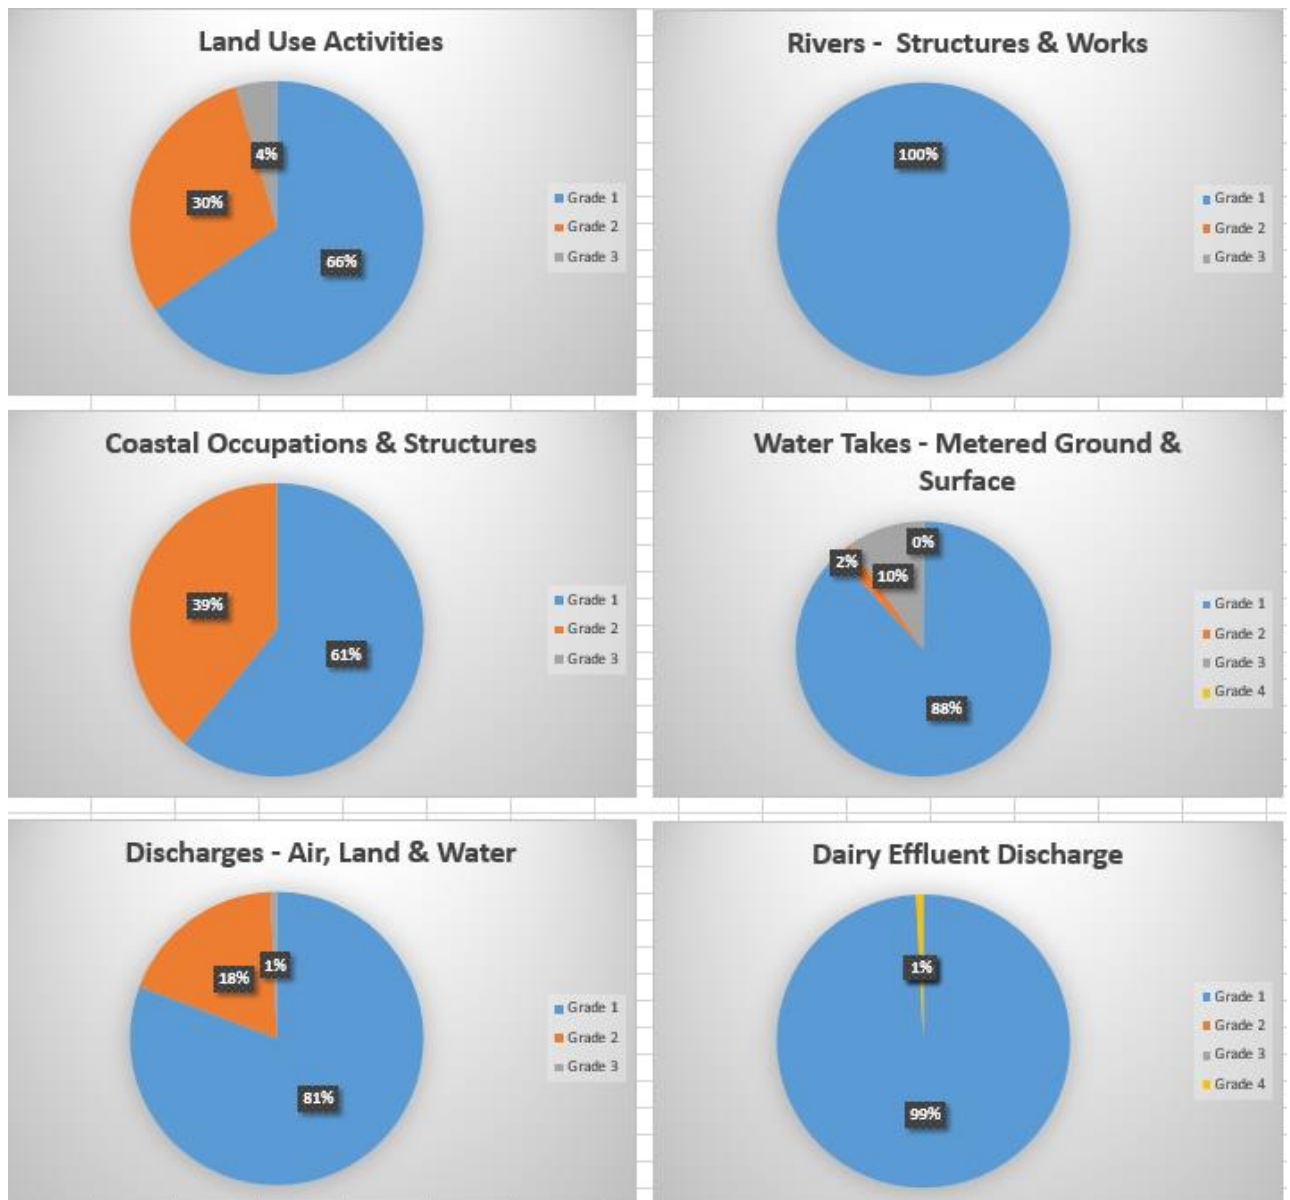 Land Use Activities
4%
30%
66%
Grade 1
Grade 2
Grade 3
Rivers -  Structures & Works
100%
Grade 1
Grade 2
Grade 3
Coastal Occupations & Structures
39%
61%
Grade 1
Grade 2
Grade 3
Water Takes - Metered Ground &
Surface
0%
2%
10%
88%
Grade 1
Grade 2
Grade 3
Grade 4
Discharges - Air, Land & Water
1%
18%
81%
Grade 1
Grade 2
Grade 3
Dairy Effluent Discharge
1%
99%
Grade 1
Grade 2
Grade 3
Grade 4